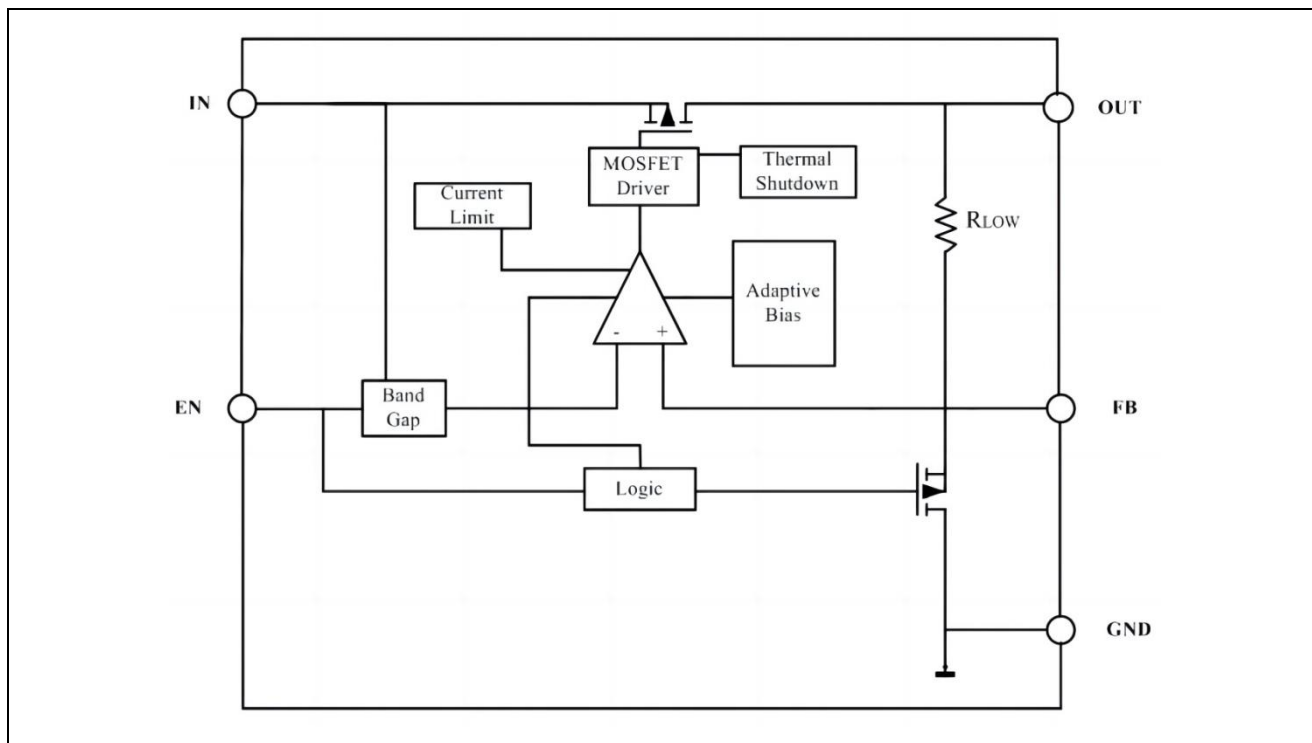 IN
OUT
MOSFET
Driver
Thermal
Shutdown
Current
Limit
RLOW
Adaptive
Bias
- +
EN
Band
Gap
FB
Logic
GND